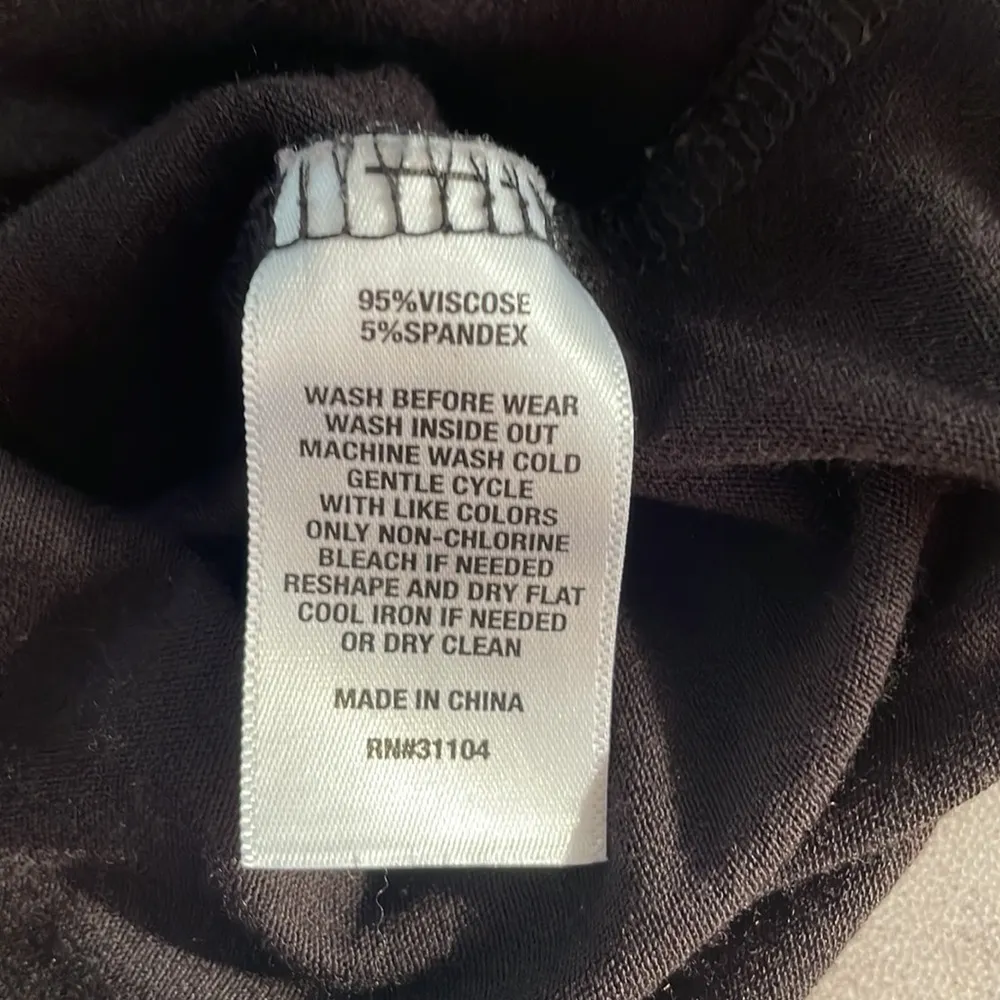 95%VISCOSE
5%SPANDEX
WASH BEFORE WEAR
WASH INSIDE OUT
MACHINE WASH COLD
GENTLE CYCLE
WITH LIKE COLORS
ONLY NON-CHLORINE
BLEACH IF NEEDED
RESHAPE AND DRY FLAT
COOL IRON IF NEEDED
OR DRY CLEAN
MADE IN CHINA
RN#31104